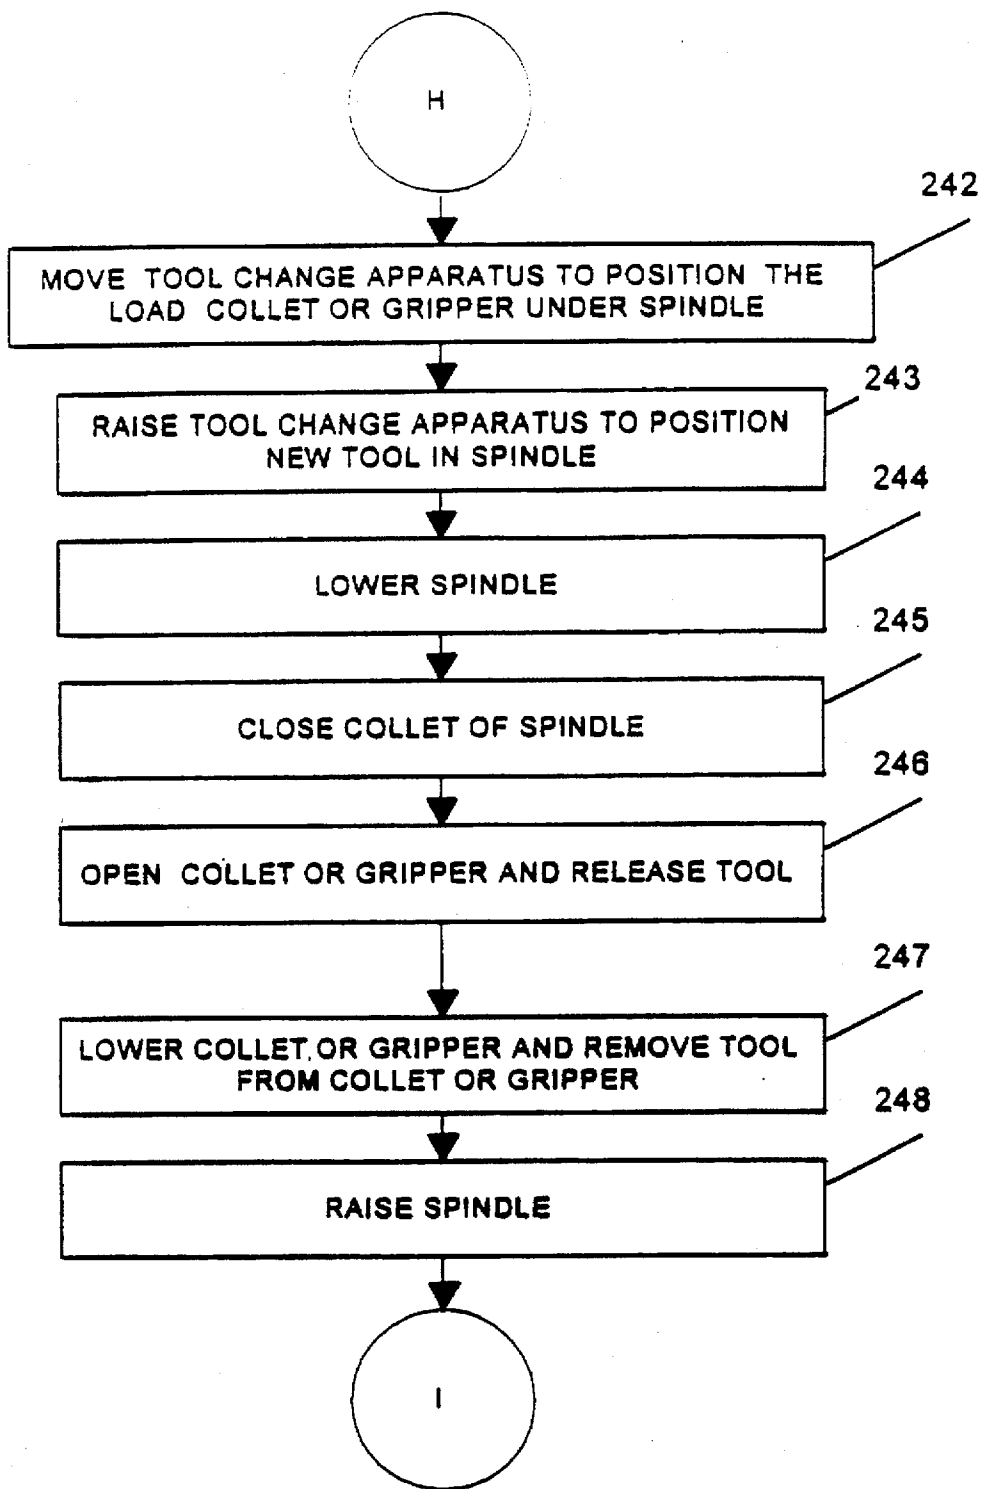 H
242
MOVE TOOL CHANGE APPARATUS TO POSITION THE
LOAD COLLET OR GRIPPER UNDER SPINDLE
243
RAISE TOOL CHANGE APPARATUS TO POSITION
NEW TOOL IN SPINDLE
244
LOWER SPINDLE
245
CLOSE COLLET OF SPINDLE
246
OPEN COLLET OR GRIPPER AND RELEASE TOOL
247
LOWER COLLET OR GRIPPER AND REMOVE TOOL
FROM COLLET OR GRIPPER
248
RAISE SPINDLE
I